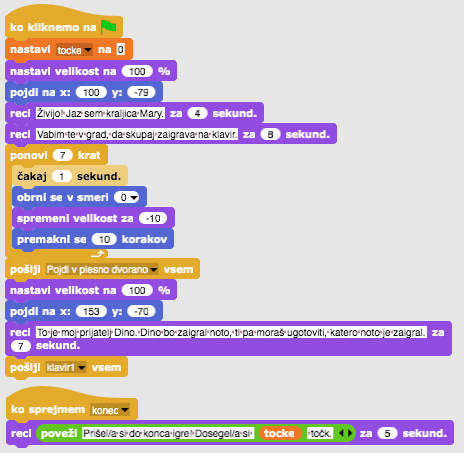 ko kliknemo na
nastavi tocke na 0
nastavi velikost na 100 %
pojdi na x: 100 y: -79
reci Živijo! Jaz sem kraljica Mary. za 4 sekund.
reci Vabim te v grad, da skupaj zaigrava na klavir. za 8 sekund.
ponovi 7 krat
čakaj 1 sekund.
obrni se v smeri 0
spremeni velikost za -10
premakni se 10 korakov
pošlji Pojdi v plesno dvorano vsem
nastavi velikost na 100 %
pojdi na x: 153 y: -70
reci To je moj prijatelj Dino. Dino bo zaigral noto, ti pa moraš ugotoviti, katero noto je zaigral. za
7 sekund.
pošlji klavir1 vsem
ko sprejmem konec
reci poveži Prišel/a si do konca igre! Dosegel/a si tocke točk. za 5 sekund.